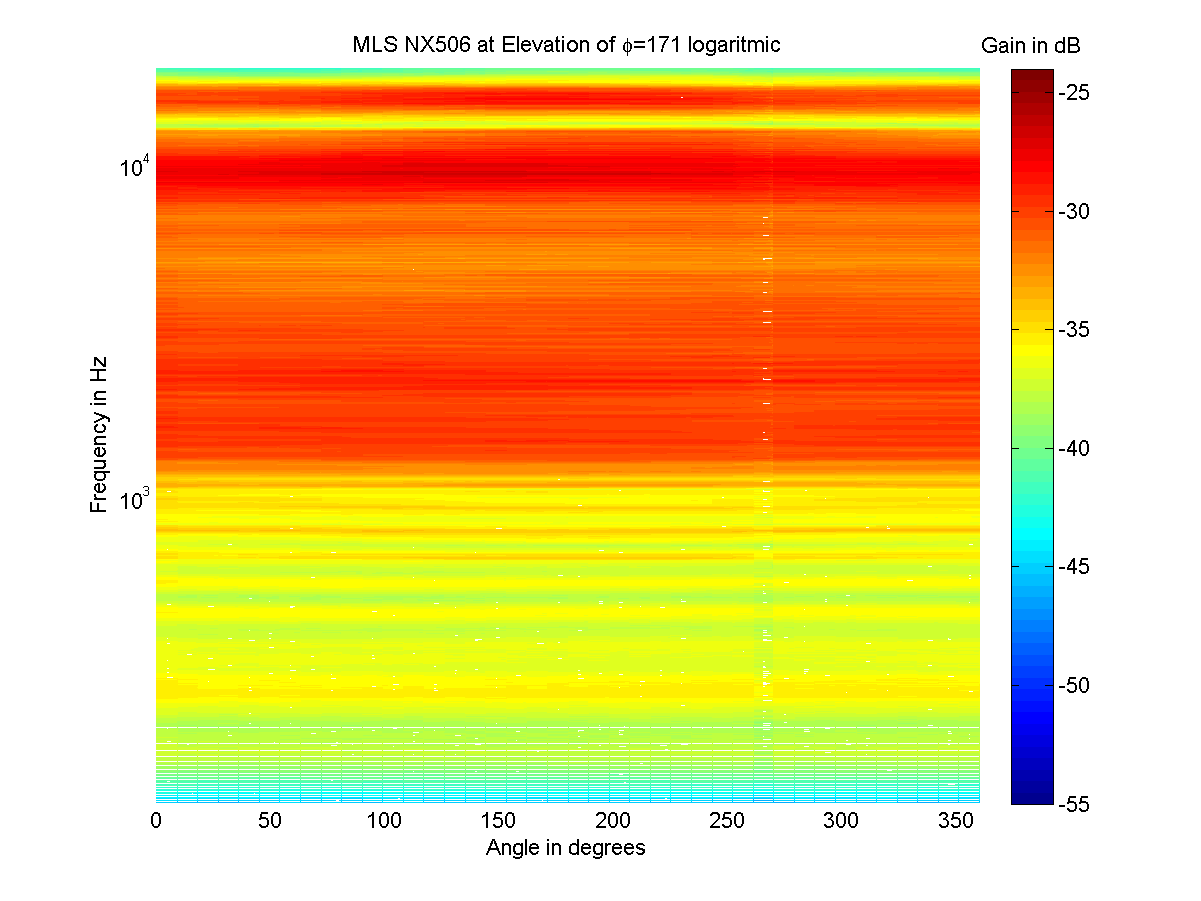 MLS NX506 at Elevation of ϕ=171 logaritmic
Gain in dB
-25
-30
-35
-40
-45
-50
-55
Frequency in Hz
10^4
10^3
0 50 100 150 200 250 300 350
Angle in degrees